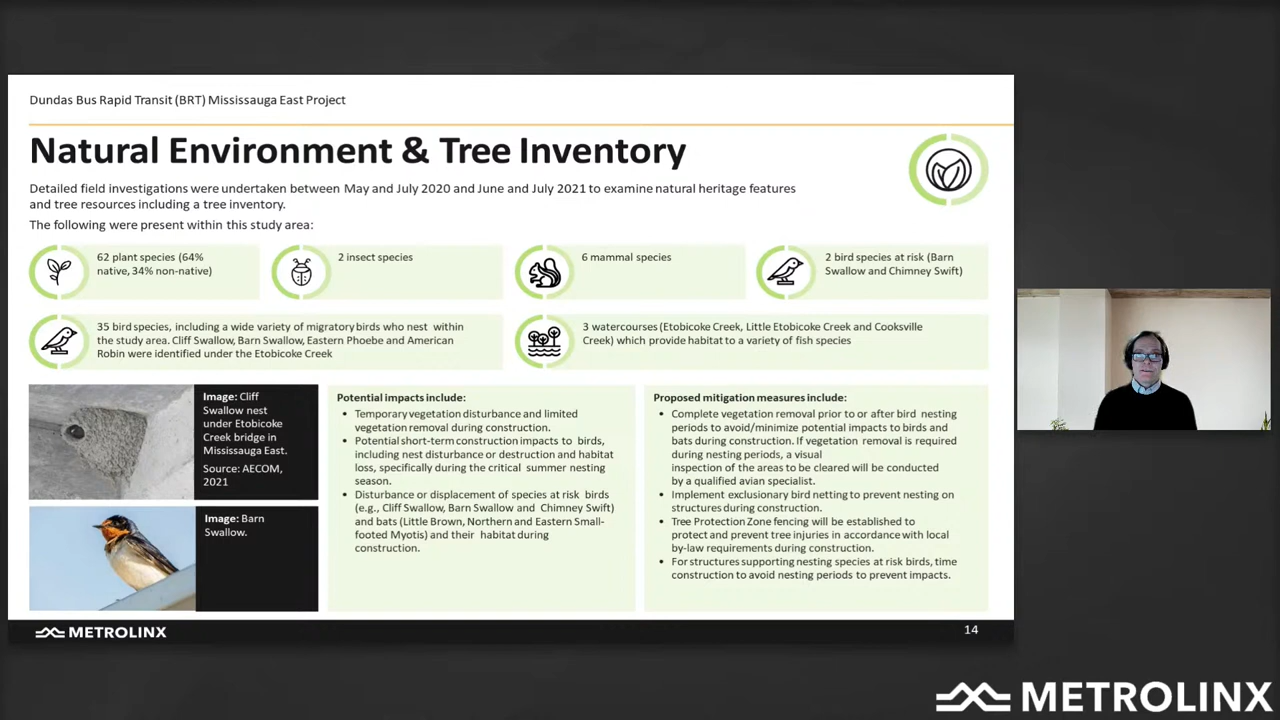 Dundas Bus Rapid Transit (BRT) Mississauga East Project
Natural Environment & Tree Inventory
Detailed field investigations were undertaken between May and July 2020 and June and July 2021 to examine natural heritage features
and tree resources including a tree inventory.
The following were present within this study area:
62 plant species (64%
native, 34% non-native)
2 insect species
6 mammal species
2 bird species at risk (Barn
Swallow and Chimney Swift)
35 bird species, including a wide variety of migratory birds who nest within
the study area. Cliff Swallow, Barn Swallow, Eastern Phoebe and American
Robin were identified under the Etobicoke Creek
3 watercourses (Etobicoke Creek, Little Etobicoke Creek and Cooksville
Creek) which provide habitat to a variety of fish species
Image: Cliff
Swallow nest
under Etobicoke
Creek bridge in
Mississauga East.
Source: AECOM,
2021
Image: Barn
Swallow.
Potential impacts include:
• Temporary vegetation disturbance and limited
vegetation removal during construction.
• Potential short-term construction impacts to birds,
including nest disturbance or destruction and habitat
loss, specifically during the critical summer nesting
season.
• Disturbance or displacement of species at risk birds
(e.g., Cliff Swallow, Barn Swallow and Chimney Swift)
and bats (Little Brown, Northern and Eastern Small-
footed Myotis) and their habitat during
construction.
Proposed mitigation measures include:
• Complete vegetation removal prior to or after bird nesting
periods to avoid/minimize potential impacts to birds and
bats during construction. If vegetation removal is required
during nesting periods, a visual
inspection of the areas to be cleared will be conducted
by a qualified avian specialist.
• Implement exclusionary bird netting to prevent nesting on
structures during construction.
• Tree Protection Zone fencing will be established to
protect and prevent tree injuries in accordance with local
by-law requirements during construction.
• For structures supporting nesting species at risk birds, time
construction to avoid nesting periods to prevent impacts.
METROLINX
14
METROLINX